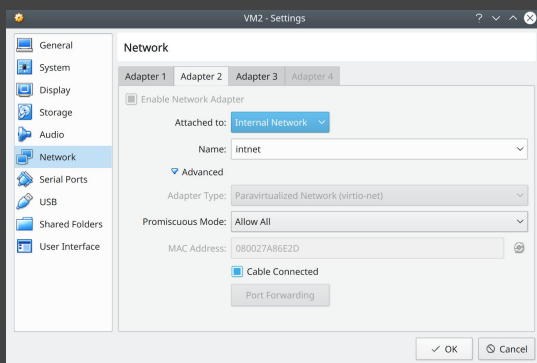 VM2 - Settings
General
System
Display
Storage
Audio
Network
Serial Ports
USB
Shared Folders
User Interface
Network
Adapter 1 Adapter 2 Adapter 3 Adapter 4
Enable Network Adapter
Attached to: Internal Network
Name: intnet
Advanced
Adapter Type: Paravirtualized Network (virtio-net)
Promiscuous Mode: Allow All
MAC Address: 080027A86E2D
Cable Connected
Port Forwarding
OK Cancel